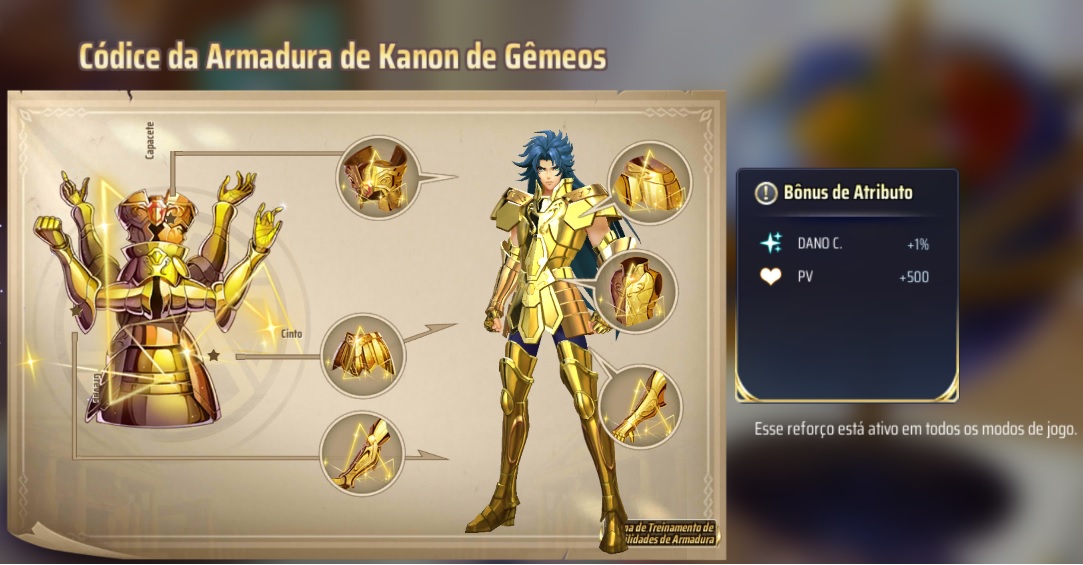 Códice da Armadura de Kanon de Gêmeos
Capacete
Cinto
Bônus de Atributo
DANO C. +1%
PV +500
Esse reforço está ativo em todos os modos de jogo.
de Treinamento de
de Armadura